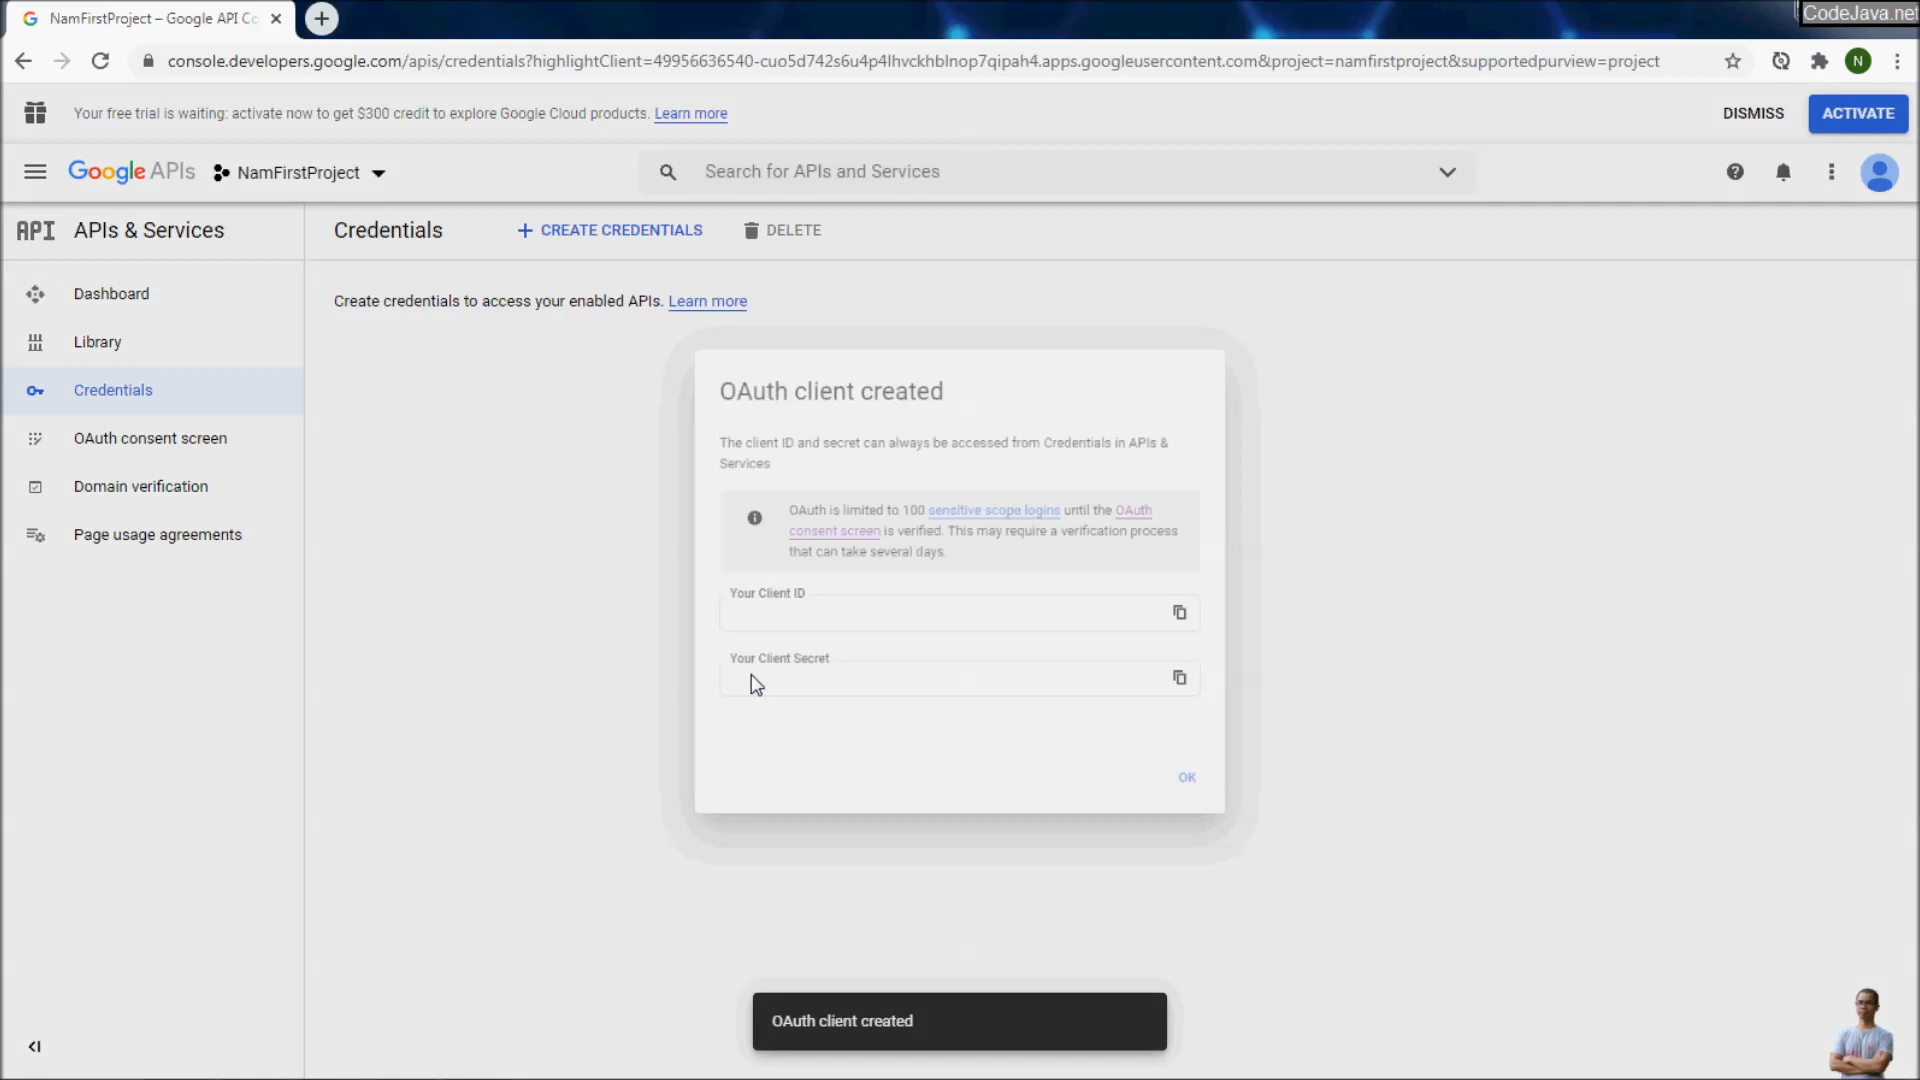 NamFirstProject – Google API Co
CodeJava.net
console.developers.google.com/apis/credentials?highlightClient=49956636540-cuo5d742s6u4p4lhvckhblnop7qipah4.apps.googleusercontent.com&project=namfirstproject&supportedpurview=project
N
Your free trial is waiting: activate now to get $300 credit to explore Google Cloud products. Learn more
DISMISS
ACTIVATE
Google APIs
NamFirstProject
Search for APIs and Services
API APIs & Services
Credentials
CREATE CREDENTIALS
DELETE
Dashboard
Library
Credentials
OAuth consent screen
Domain verification
Page usage agreements
Create credentials to access your enabled APIs. Learn more
OAuth client created
The client ID and secret can always be accessed from Credentials in APIs &
Services
OAuth is limited to 100 sensitive scope logins until the OAuth
consent screen is verified. This may require a verification process
that can take several days.
Your Client ID
Your Client Secret
OK
OAuth client created